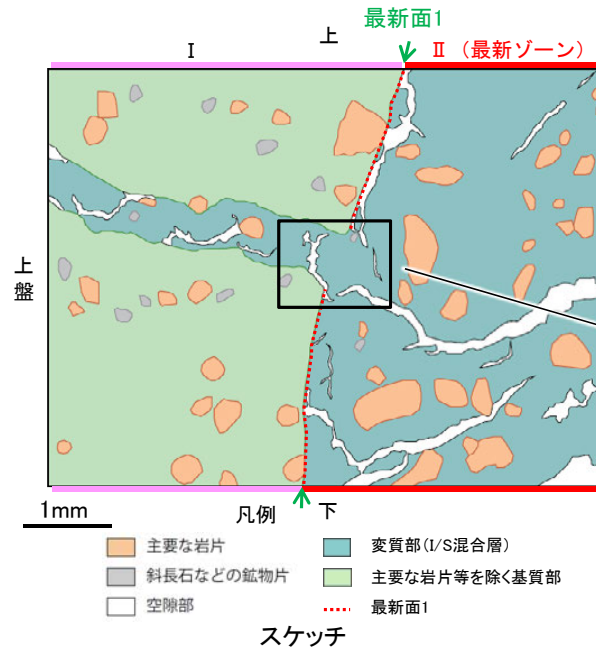 最新面1
Ⅰ
上
Ⅱ (最新ゾーン)
上盤
1mm
凡例
下
主要な岩片
変質部(I/S混合層)
斜長石などの鉱物片
主要な岩片等を除く基質部
空隙部
最新面1
スケッチ